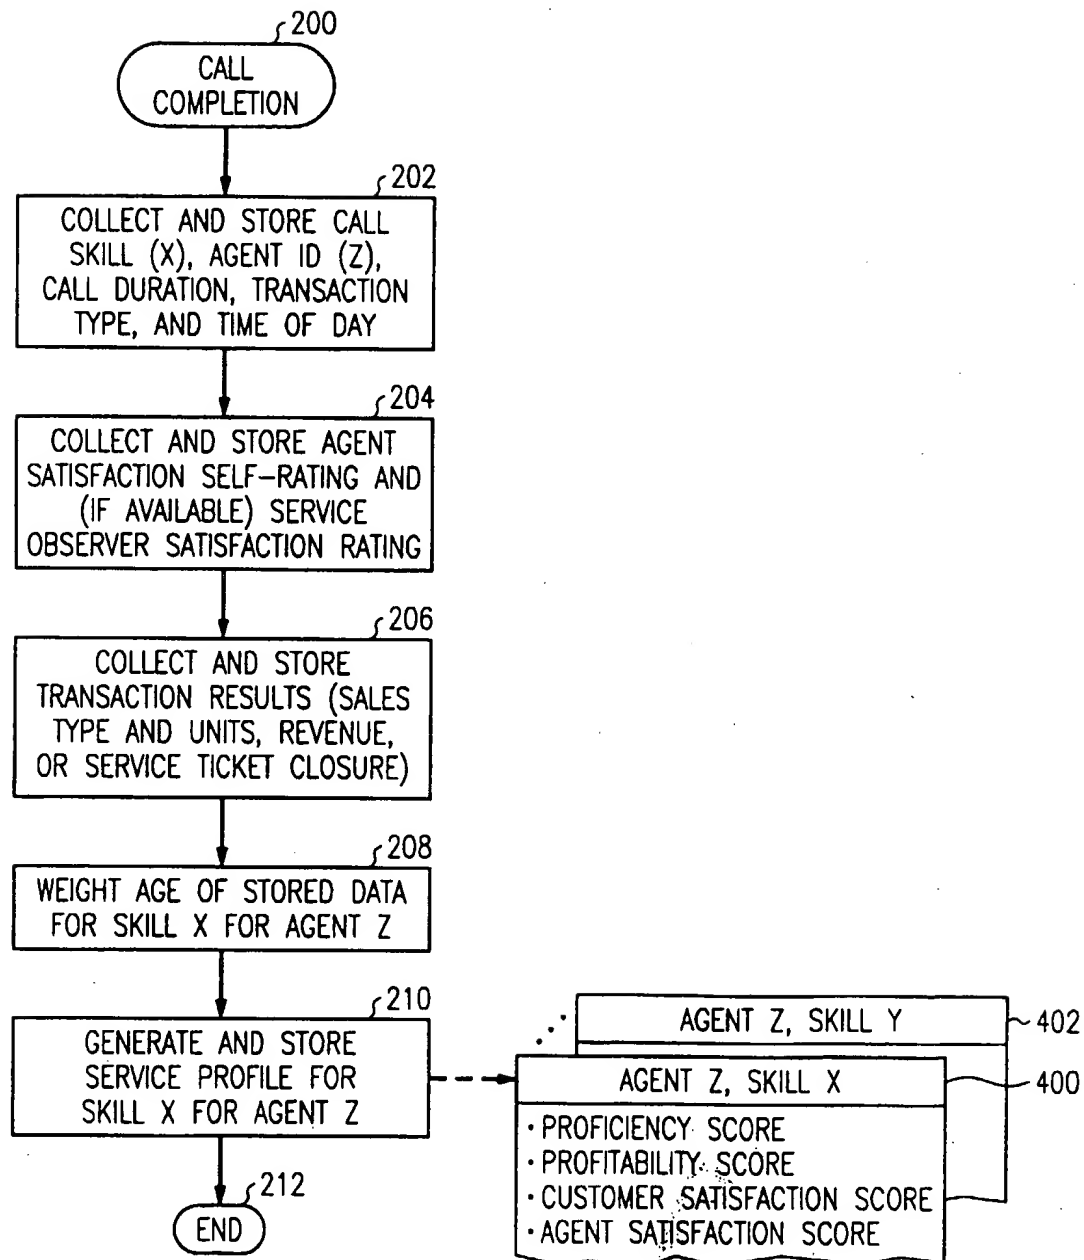 200
CALL
COMPLETION
202
COLLECT AND STORE CALL
SKILL (X), AGENT ID (Z),
CALL DURATION, TRANSACTION
TYPE, AND TIME OF DAY
204
COLLECT AND STORE AGENT
SATISFACTION SELF-RATING AND
(IF AVAILABLE) SERVICE
OBSERVER SATISFACTION RATING
206
COLLECT AND STORE
TRANSACTION RESULTS (SALES
TYPE AND UNITS, REVENUE,
OR SERVICE TICKET CLOSURE)
208
WEIGHT AGE OF STORED DATA
FOR SKILL X FOR AGENT Z
210
GENERATE AND STORE
SERVICE PROFILE FOR
SKILL X FOR AGENT Z
212
END
AGENT Z, SKILL Y
402
AGENT Z, SKILL X
400
· PROFICIENCY SCORE
· PROFITABILITY SCORE
· CUSTOMER SATISFACTION SCORE
· AGENT SATISFACTION SCORE